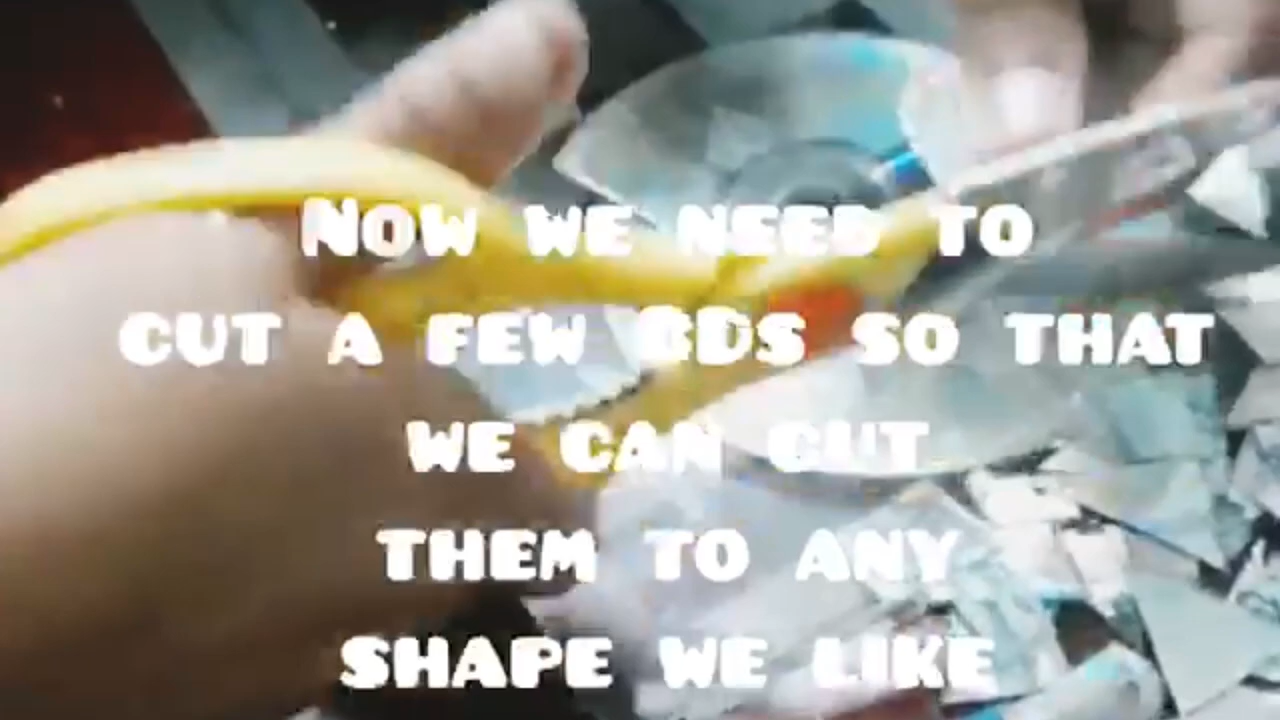 Now we need to
cut a few CDs so that
we can cut
them to any
shape we like